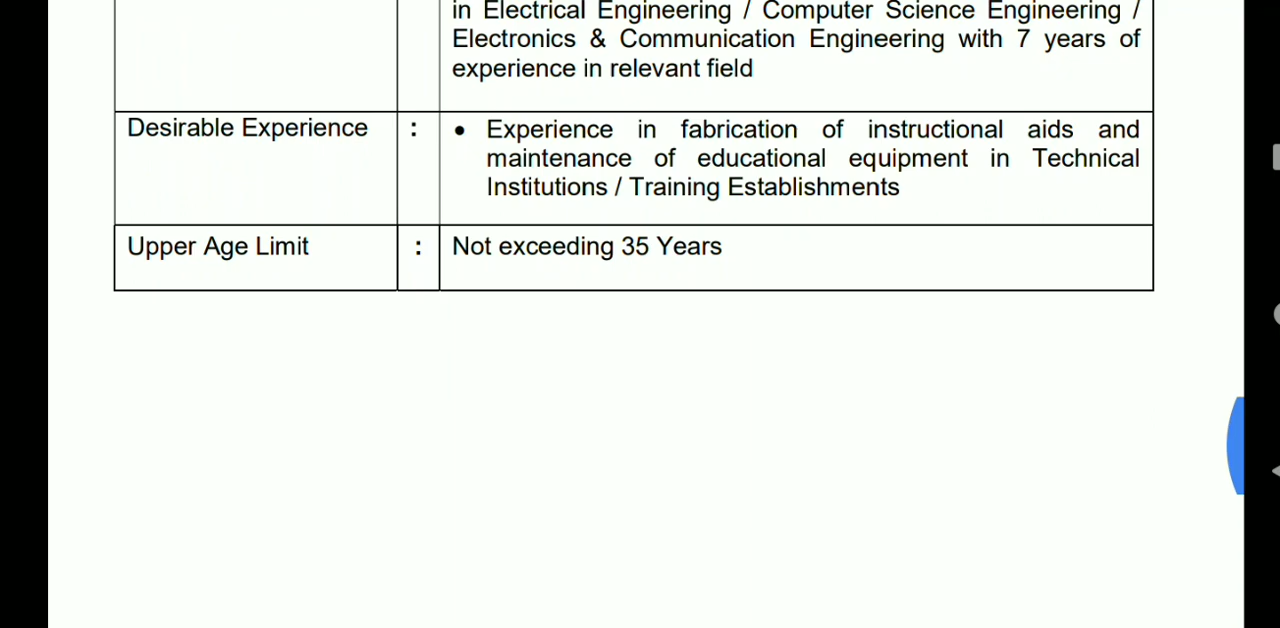 in Electrical Engineering / Computer Science Engineering /
Electronics & Communication Engineering with 7 years of
experience in relevant field
Desirable Experience : • Experience in fabrication of instructional aids and
maintenance of educational equipment in Technical
Institutions / Training Establishments
Upper Age Limit : Not exceeding 35 Years